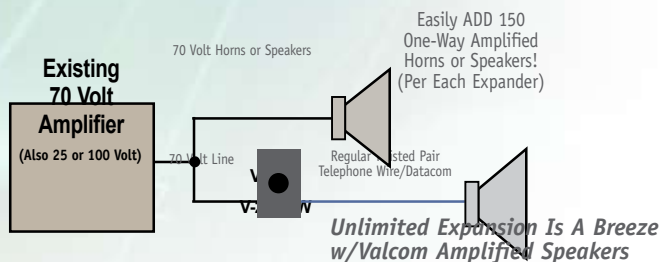 Easily ADD 150
One-Way Amplified
Horns or Speakers!
(Per Each Expander)
70 Volt Horns or Speakers
Existing
70 Volt
Amplifier
(Also 25 or 100 Volt)
70 Volt Line
Regular Twisted Pair
Telephone Wire/Datacom
Unlimited Expansion Is A Breeze
w/Valcom Amplified Speakers